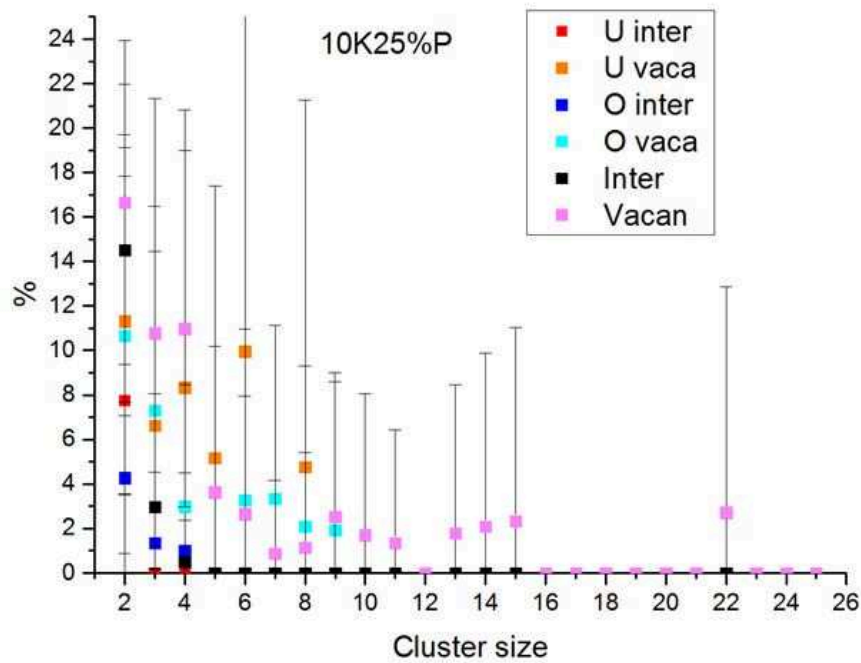 10K25%P
U inter
U vaca
O inter
O vaca
Inter
Vacan
%
24
22
20
18
16
14
12
10
8
6
4
2
0
2 4 6 8 10 12 14 16 18 20 22 24 26
Cluster size